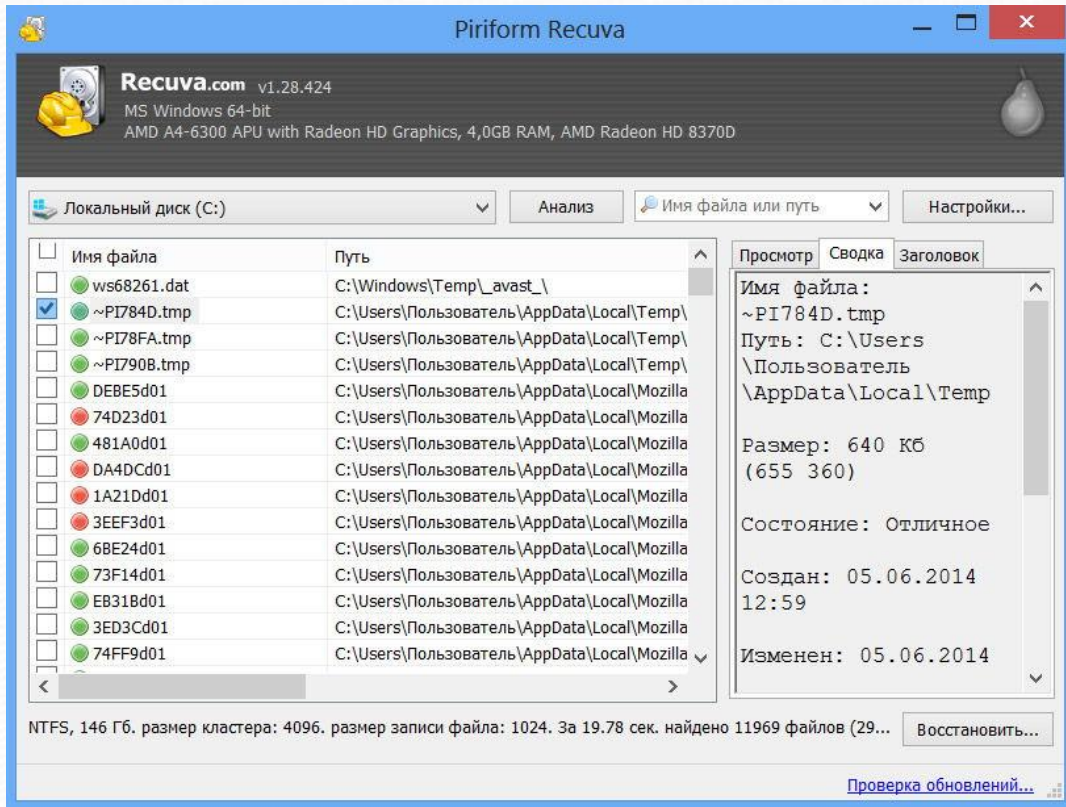 Piriform Recuva
Recuva.com v1.28.424
MS Windows 64-bit
AMD A4-6300 APU with Radeon HD Graphics, 4,0GB RAM, AMD Radeon HD 8370D
Локальный диск (C:) Анализ Имя файла или путь Настройки...
Имя файла Путь
ws68261.dat C:\Windows\Temp\_avast_\
~PI784D.tmp C:\Users\Пользователь\AppData\Local\Temp\
~PI78FA.tmp C:\Users\Пользователь\AppData\Local\Temp\
~PI790B.tmp C:\Users\Пользователь\AppData\Local\Temp\
DEBE5d01 C:\Users\Пользователь\AppData\Local\Mozilla
74D23d01 C:\Users\Пользователь\AppData\Local\Mozilla
481A0d01 C:\Users\Пользователь\AppData\Local\Mozilla
DA4DCd01 C:\Users\Пользователь\AppData\Local\Mozilla
1A21Dd01 C:\Users\Пользователь\AppData\Local\Mozilla
3EEF3d01 C:\Users\Пользователь\AppData\Local\Mozilla
6BE24d01 C:\Users\Пользователь\AppData\Local\Mozilla
73F14d01 C:\Users\Пользователь\AppData\Local\Mozilla
EB31Bd01 C:\Users\Пользователь\AppData\Local\Mozilla
3ED3Cd01 C:\Users\Пользователь\AppData\Local\Mozilla
74FF9d01 C:\Users\Пользователь\AppData\Local\Mozilla
Просмотр Сводка Заголовок
Имя файла:
~PI784D.tmp
Путь: C:\Users
\Пользователь
\AppData\Local\Temp
Размер: 640 Кб
(655 360)
Состояние: Отличное
Создан: 05.06.2014
12:59
Изменен: 05.06.2014
NTFS, 146 Гб. размер кластера: 4096. размер записи файла: 1024. За 19.78 сек. найдено 11969 файлов (29...
Восстановить...
Проверка обновлений...